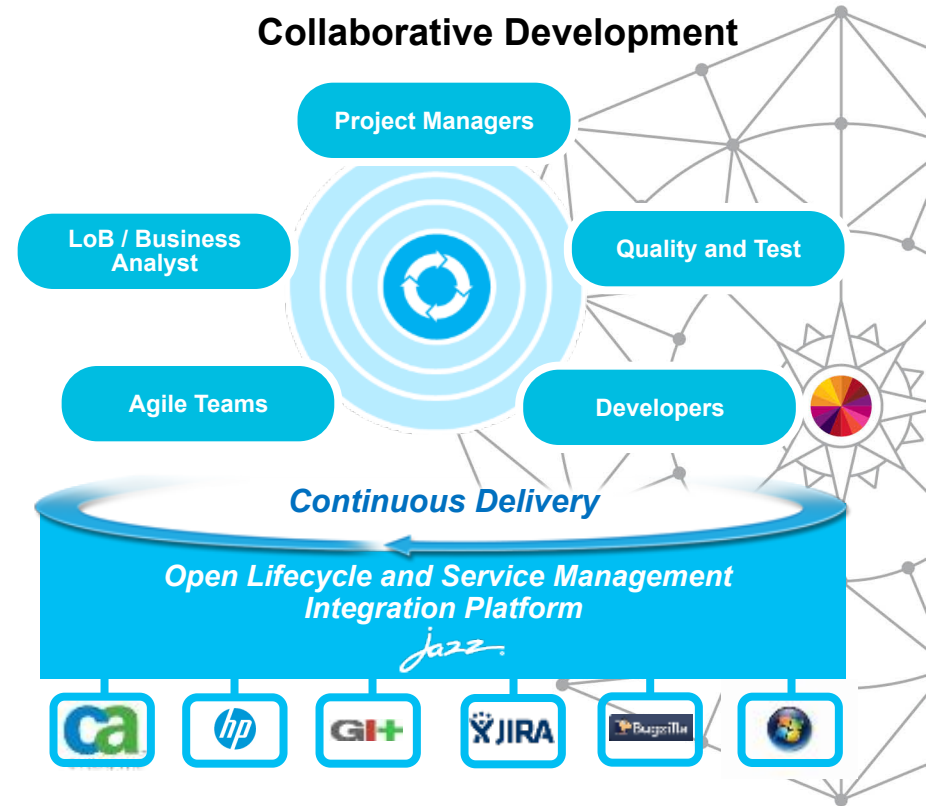 Collaborative Development
Project Managers
LoB / Business
Analyst
Quality and Test
Agile Teams
Developers
Continuous Delivery
Open Lifecycle and Service Management
Integration Platform
jazz
ca
hp
GI+
JIRA
Bugzilla